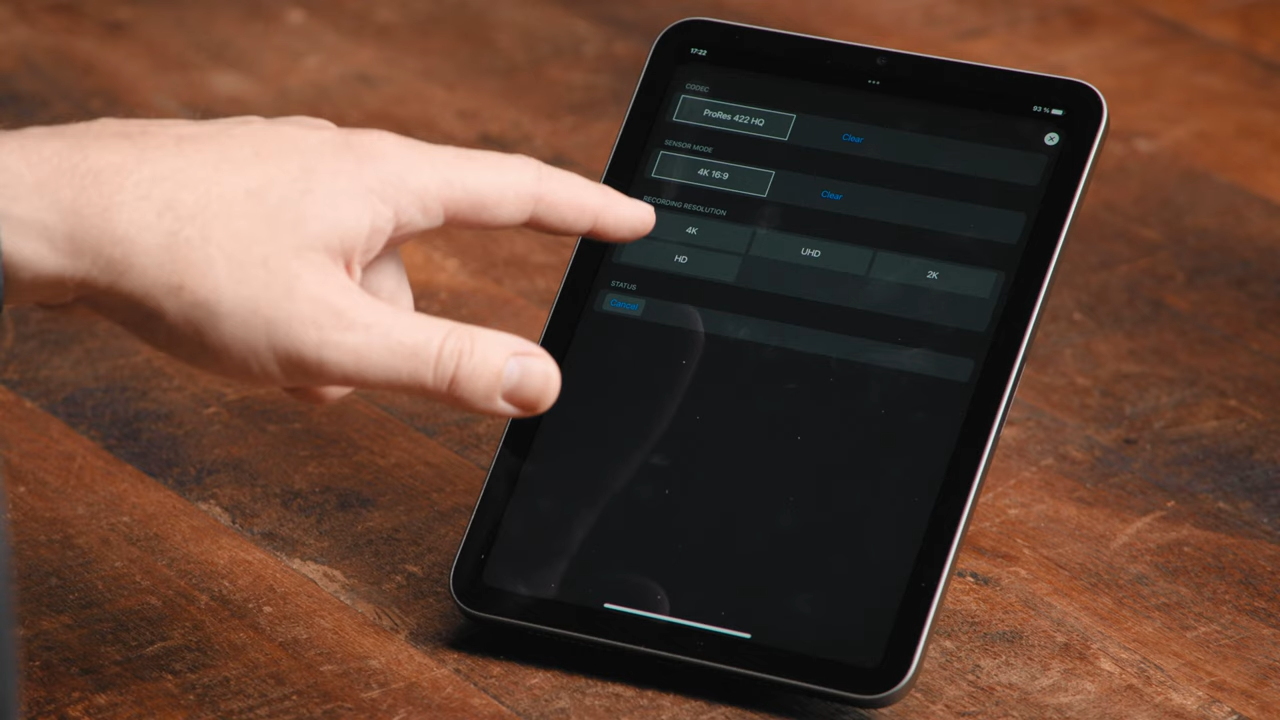 17:22
93 %
CODEC
ProRes 422 HQ
Clear
SENSOR MODE
4K 16:9
Clear
RECORDING RESOLUTION
4K
UHD
2K
HD
STATUS
Cancel